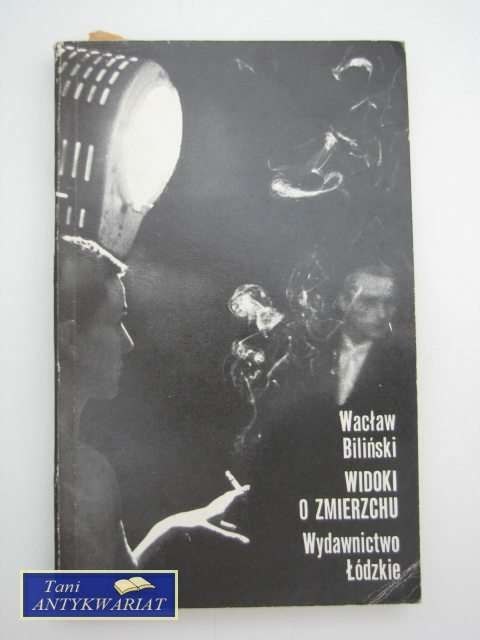 Wacław
Biliński
WIDOKI
O ZMIERZCHU
Wydawnictwo
Łódzkie
Tani
ANTYKWARIAT